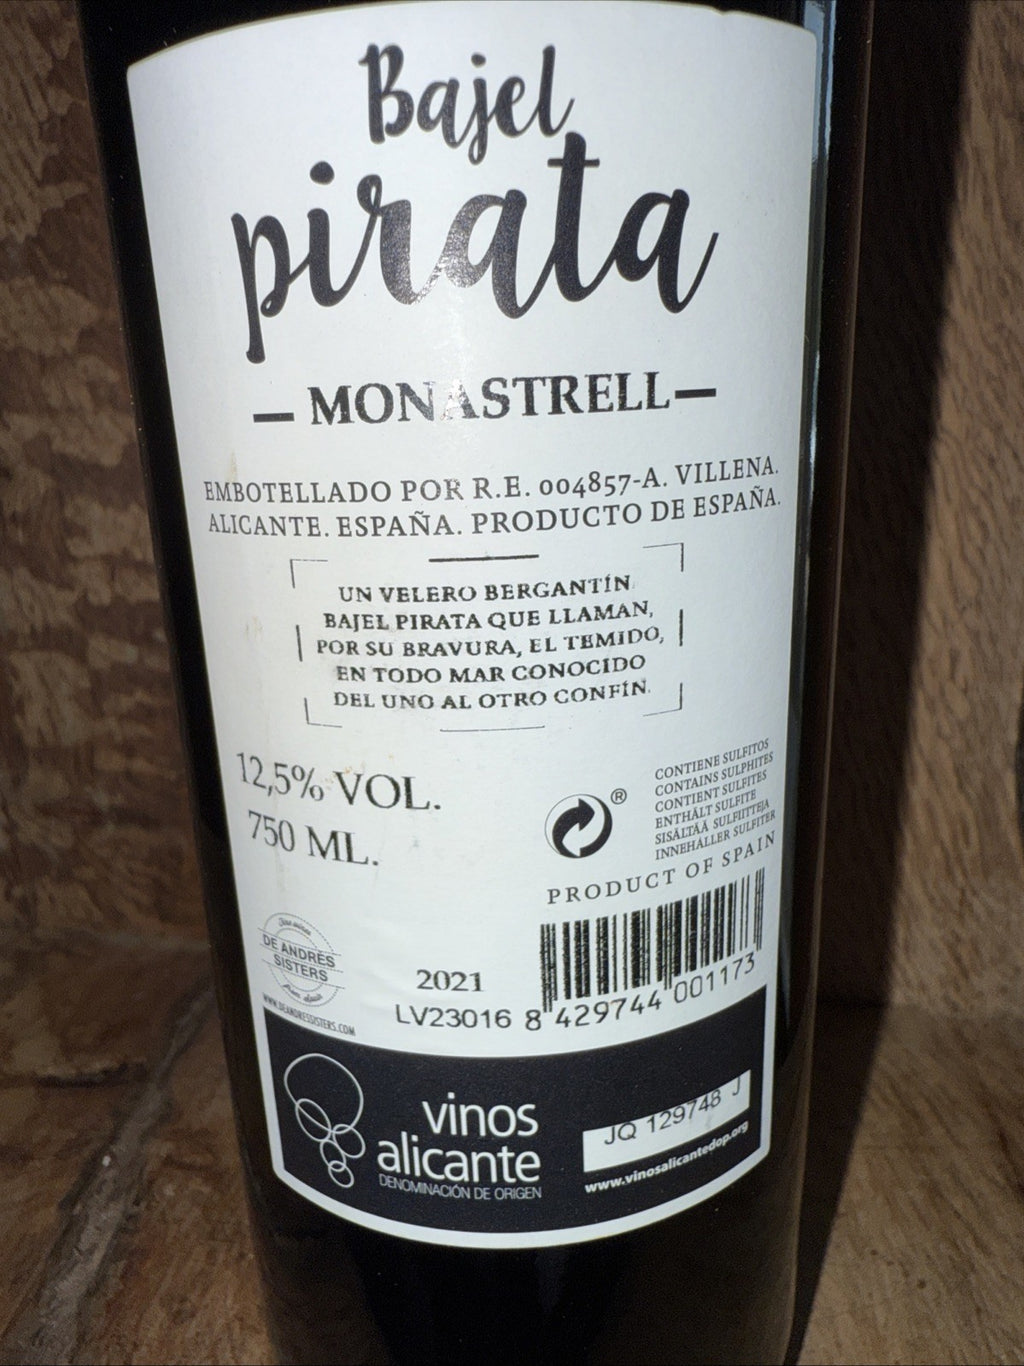 Bajel
pirata
— MONASTRELL —
EMBOTELLADO POR R.E. 004857-A. VILLENA.
ALICANTE. ESPAÑA. PRODUCTO DE ESPAÑA.
UN VELERO BERGANTÍN
BAJEL PIRATA QUE LLAMAN,
POR SU BRAVURA, EL TEMIDO,
EN TODO MAR CONOCIDO
DEL UNO AL OTRO CONFÍN.
12,5% VOL.
750 ML.
®
CONTIENE SULFITOS
CONTAINS SULPHITES
CONTIENT SULFITES
ENTHÄLT SULFITE
SISÄLTÄÄ SULFIITTEJA
INNEHÅLLER SULFITER
PRODUCT OF SPAIN
DE ANDRÉS
SISTERS
WWW.DEANDRESSISTERS.COM
2021
LV23016
8 429744 001173
vinos
alicante
DENOMINACIÓN DE ORIGEN
JQ 129748 J
www.vinosalicantedop.org